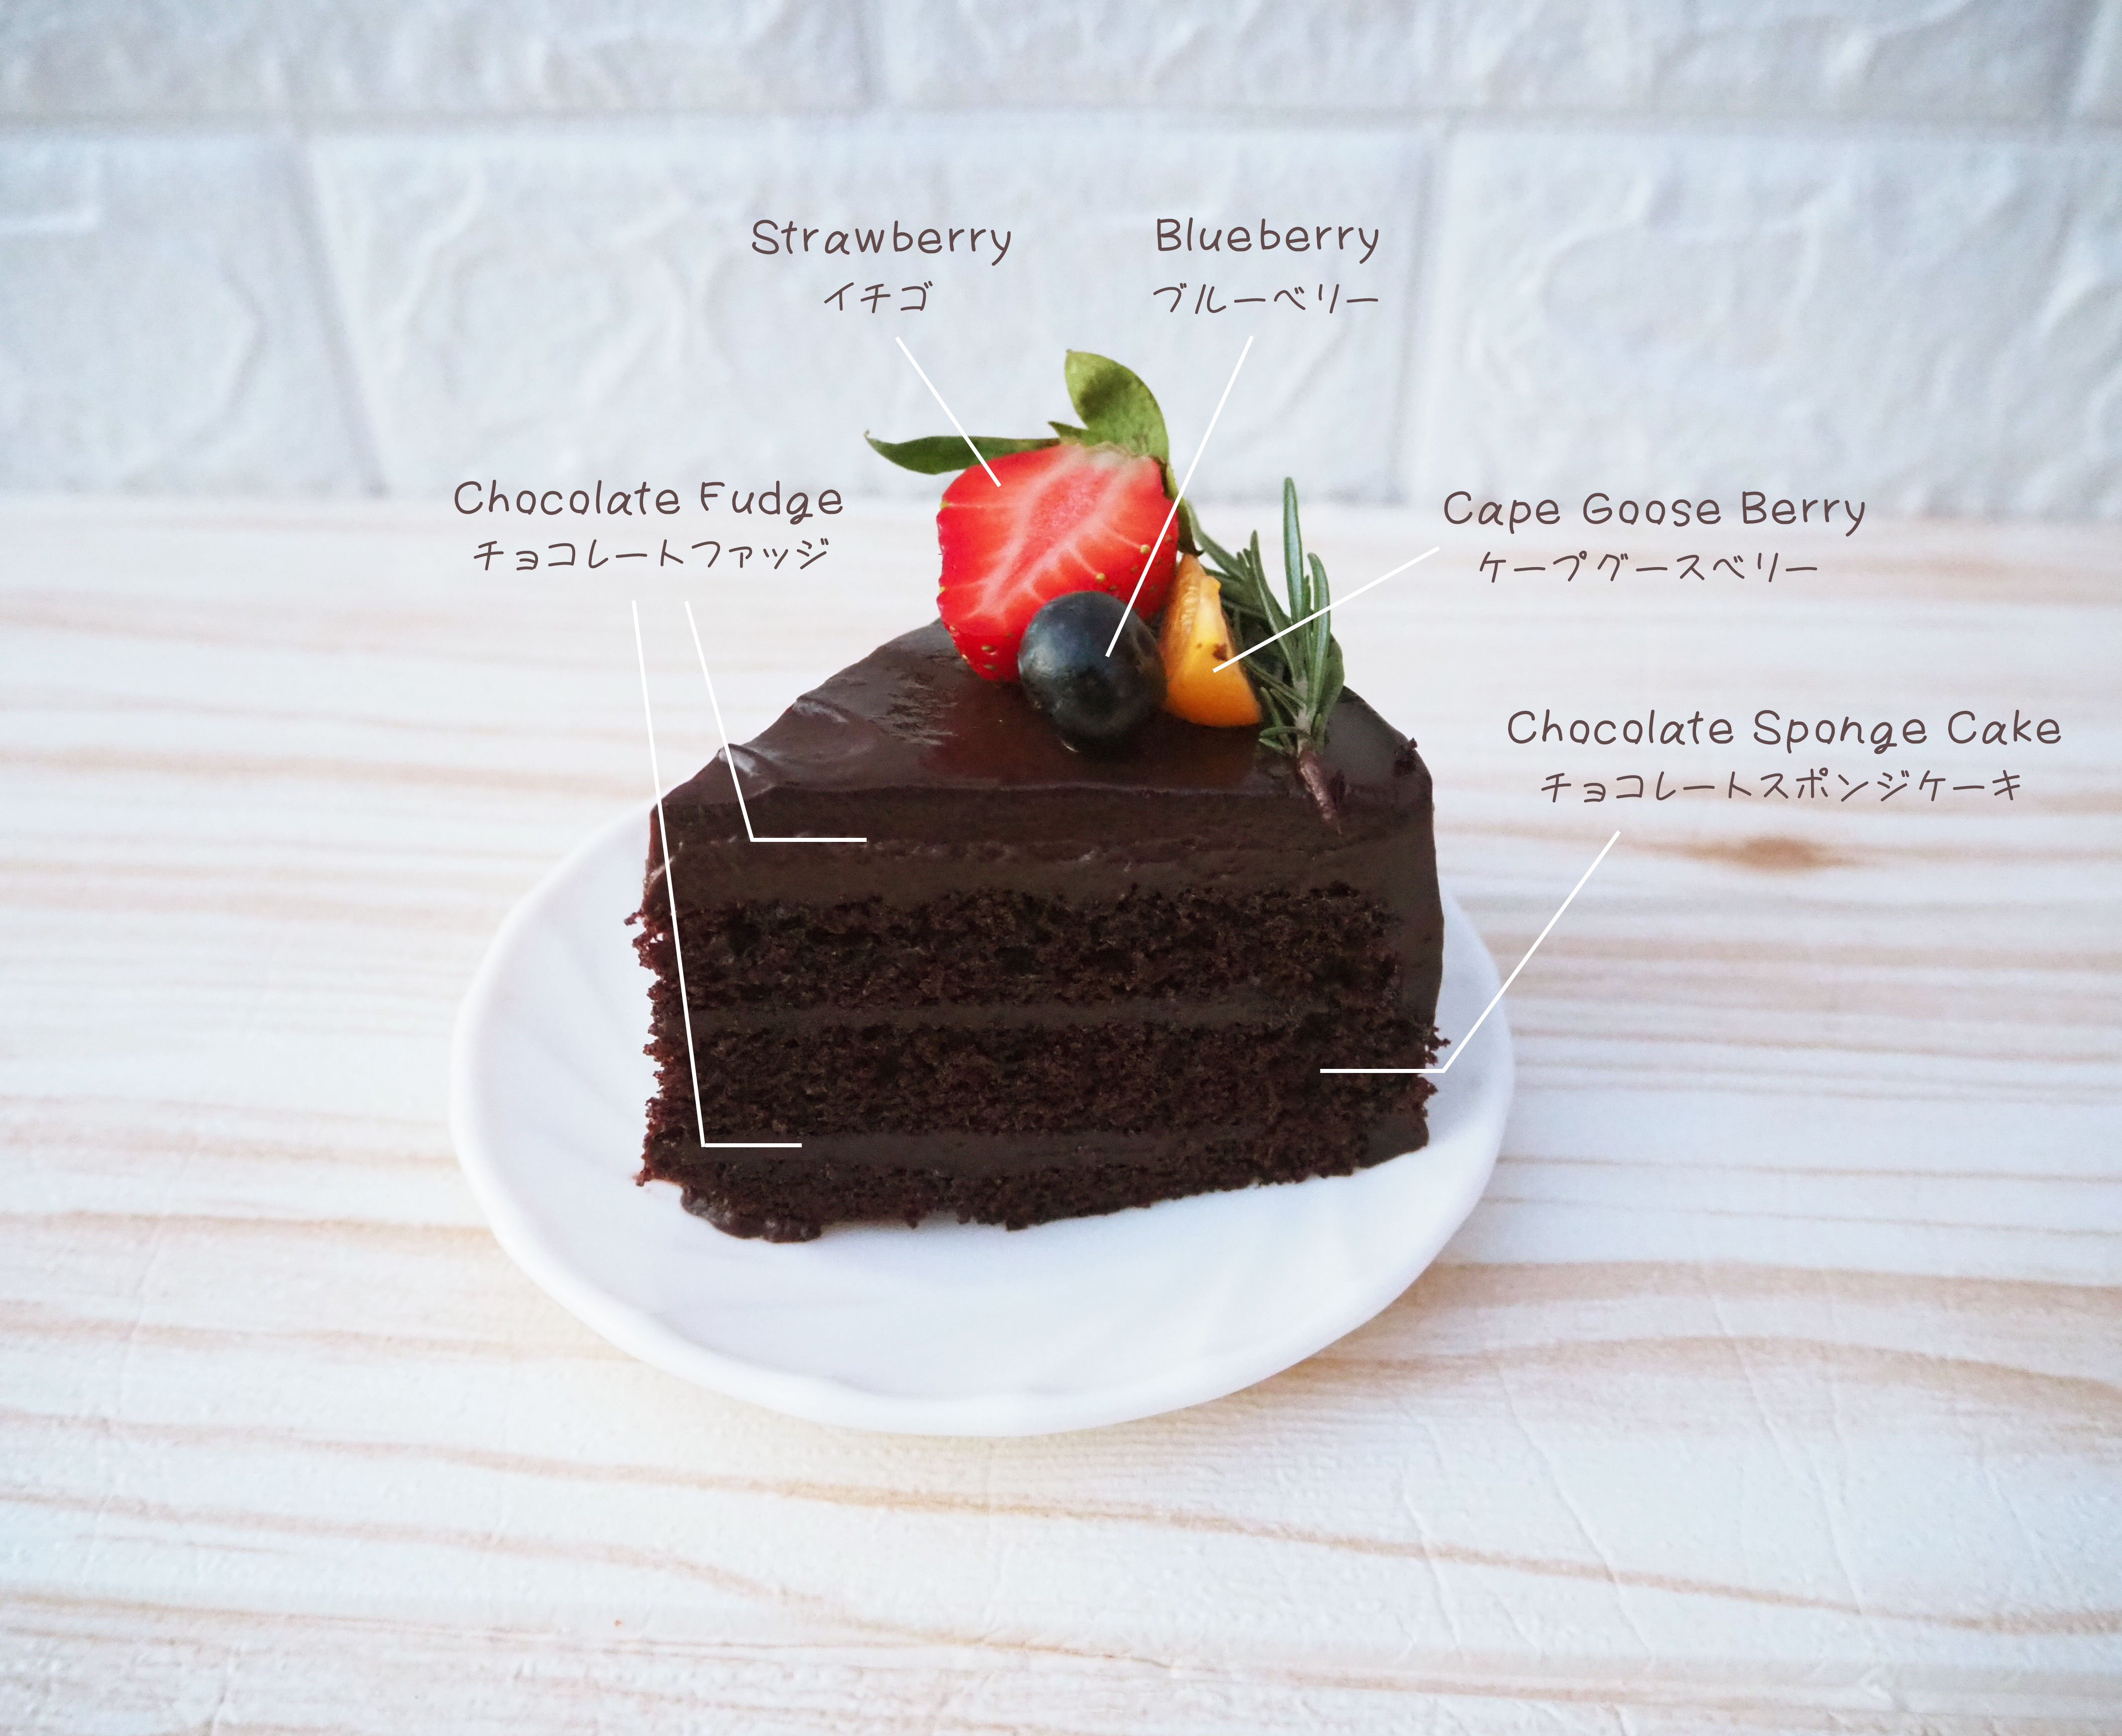 Strawberry
イチゴ
Blueberry
ブルーベリー
Chocolate Fudge
チョコレートファッジ
Cape Goose Berry
ケープグースベリー
Chocolate Sponge Cake
チョコレートスポンジケーキ